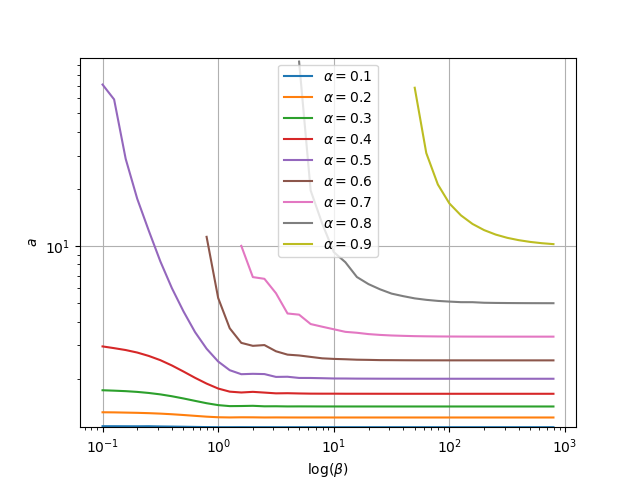 α = 0.1
α = 0.2
α = 0.3
α = 0.4
α = 0.5
α = 0.6
α = 0.7
α = 0.8
α = 0.9
a
10¹
10⁻¹ 10⁰ 10¹ 10² 10³
log(β)